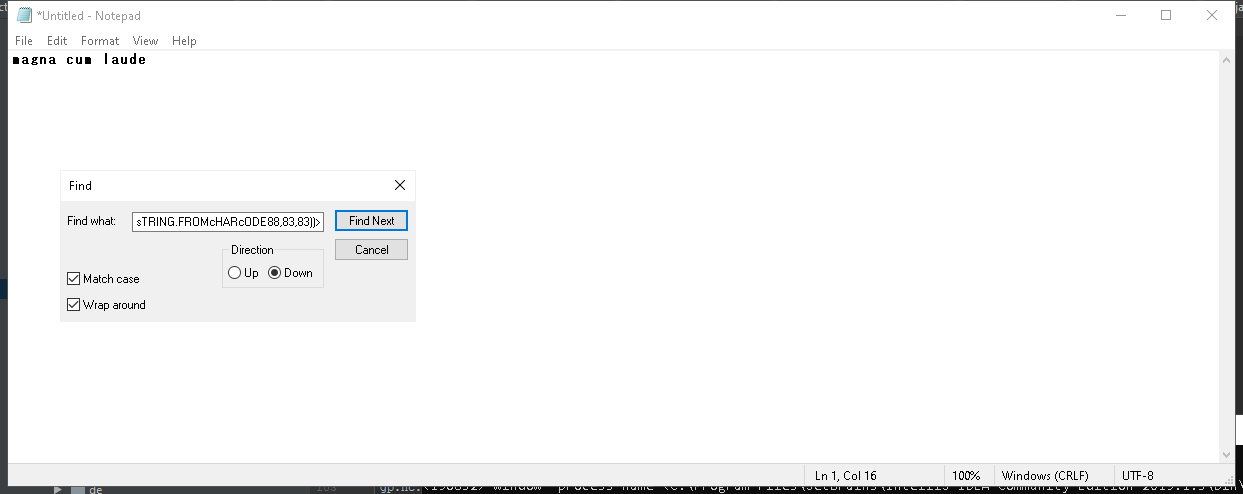 *Untitled - Notepad
File Edit Format View Help
magna cum laude
Find
Find what: sTRING.FROMcHARcODE88,83,83))> Find Next
Direction Cancel
Up Down
Match case
Wrap around
Ln 1, Col 16 100% Windows (CRLF) UTF-8
de